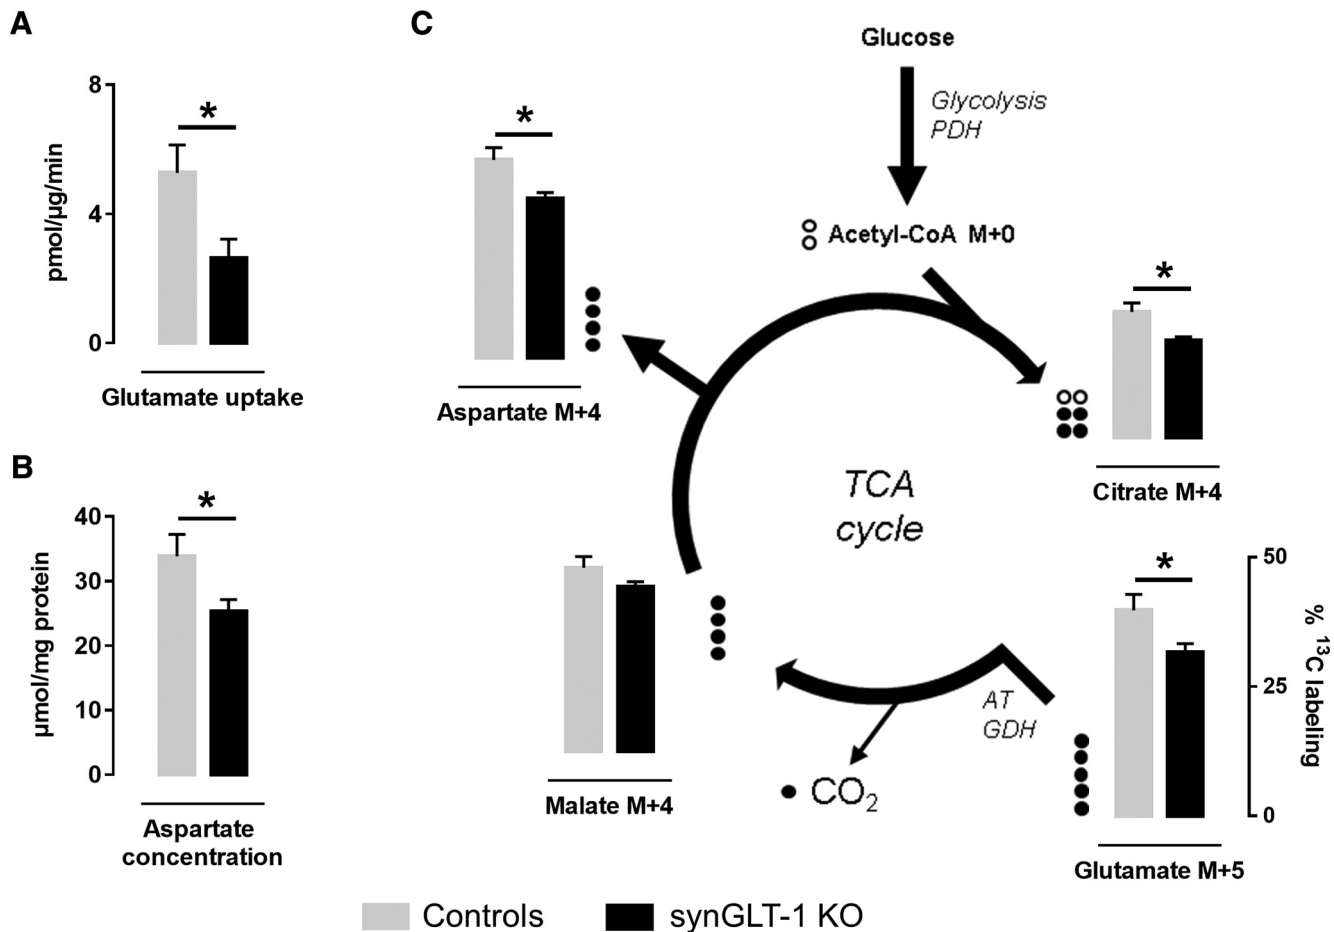 A
8
4
0
pmol/µg/min
*
Glutamate uptake
B
40
30
20
10
0
µmol/mg protein
*
Aspartate
concentration
C
Glucose
Glycolysis
PDH
Acetyl-CoA M+0
*
Aspartate M+4
*
Citrate M+4
TCA
cycle
Malate M+4
AT
GDH
CO₂
*
50
25
0
% ¹³C labeling
Glutamate M+5
Controls
synGLT-1 KO